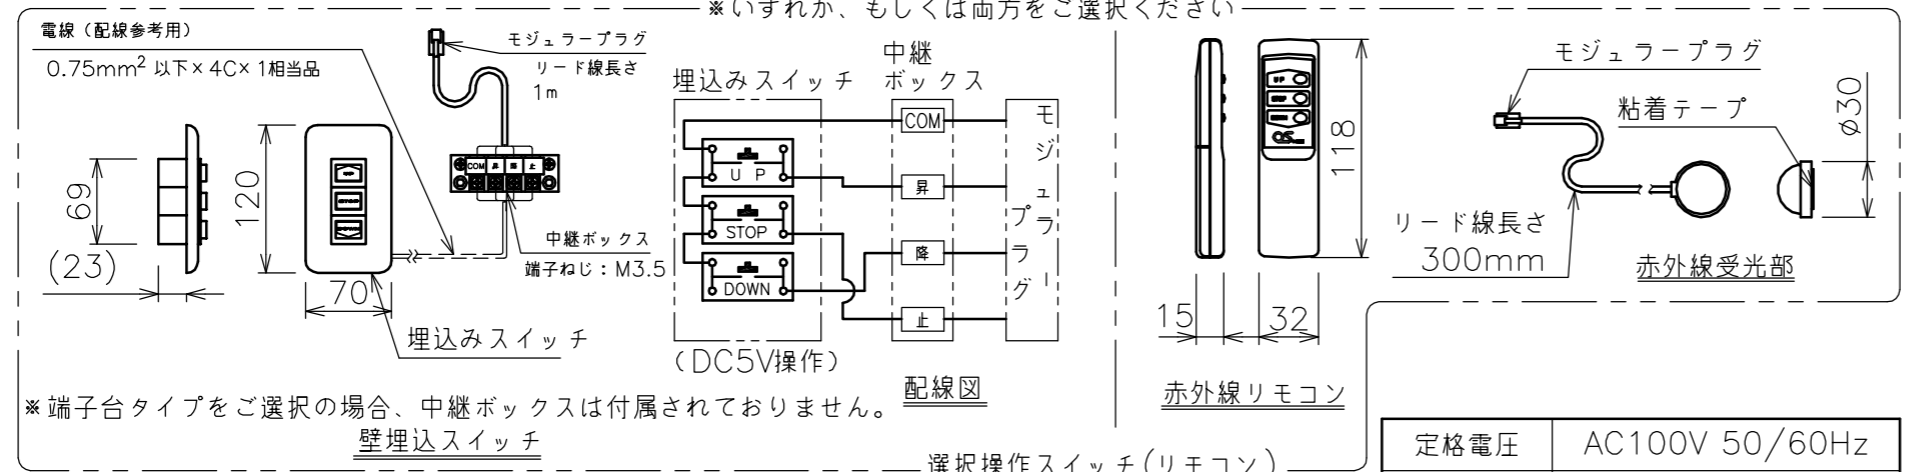 ※いずれか、もしくは両方をご選択ください
電線（配線参考用）
0.75mm² 以下×4C×1相当品
モジュラープラグ
リード線長さ
1m
69
(23)
120
70
COM 昇 降 止
中継ボックス
端子ねじ：M3.5
埋込みスイッチ
※端子台タイプをご選択の場合、中継ボックスは付属されておりません。
壁埋込スイッチ
埋込みスイッチ
中継
ボックス
UP
STOP
DOWN
COM
昇
降
止
モジュラープラグ
(DC5V操作)
配線図
UP
STOP
DOWN
OS
118
15
32
赤外線リモコン
モジュラープラグ
粘着テープ
ø30
リード線長さ
300mm
赤外線受光部
選択操作スイッチ(リモコン)
定格電圧 AC100V 50/60Hz